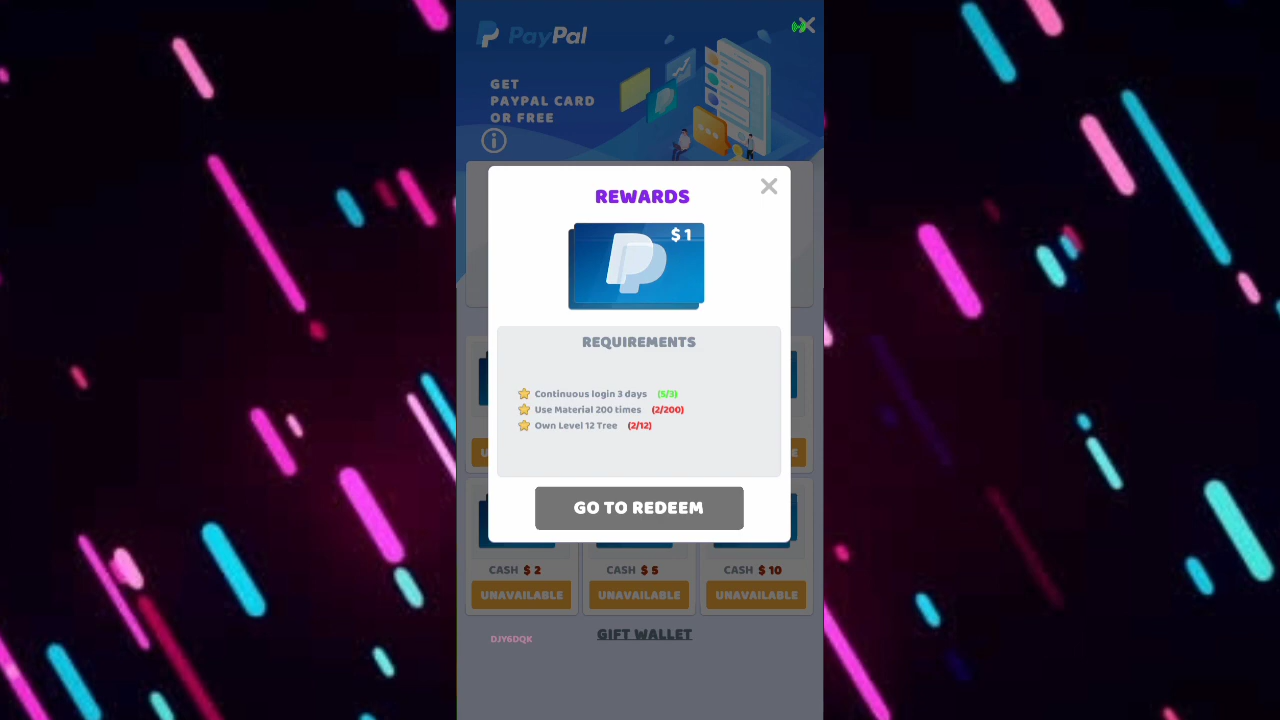 PayPal
GET
PAYPAL CARD
OR FREE
REWARDS
$ 1
REQUIREMENTS
Continuous login 3 days (5/3)
Use Material 200 times (2/200)
Own Level 12 Tree (2/12)
GO TO REDEEM
CASH $ 2
CASH $ 5
CASH $ 10
UNAVAILABLE
UNAVAILABLE
UNAVAILABLE
DJY6DQK
GIFT WALLET